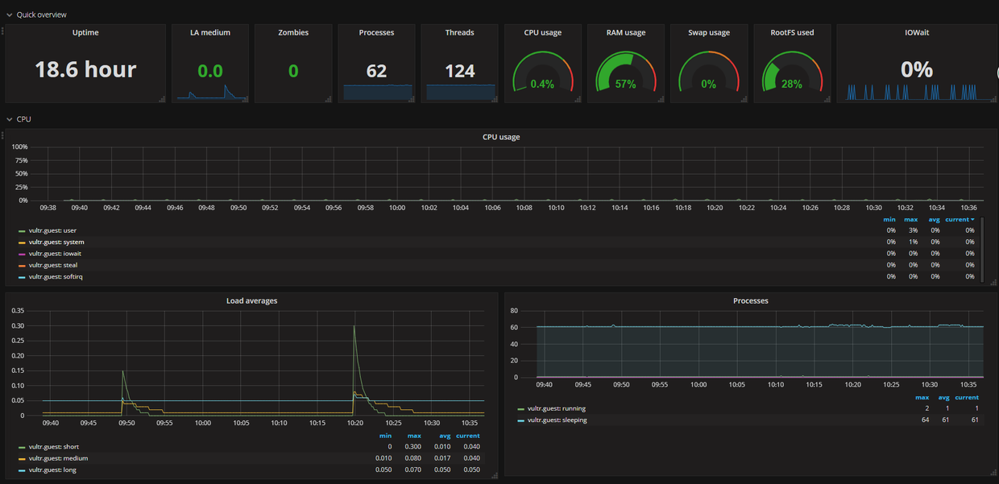 Quick overview
Uptime LA medium Zombies Processes Threads CPU usage RAM usage Swap usage RootFS used IOWait
18.6 hour 0.0 0 62 124 0.4% 57% 0% 28% 0%
CPU
CPU usage
100%
75%
50%
25%
0%
09:38 09:40 09:42 09:44 09:46 09:48 09:50 09:52 09:54 09:56 09:58 10:00 10:02 10:04 10:06 10:08 10:10 10:12 10:14 10:16 10:18 10:20 10:22 10:24 10:26 10:28 10:30 10:32 10:34 10:36
min max avg current
vultr.guest: user 0% 3% 0% 0%
vultr.guest: system 0% 1% 0% 0%
vultr.guest: iowait 0% 0% 0% 0%
vultr.guest: steal 0% 0% 0% 0%
vultr.guest: softirq 0% 0% 0% 0%
Load averages
0.35
0.30
0.25
0.20
0.15
0.10
0.05
0
09:40 09:45 09:50 09:55 10:00 10:05 10:10 10:15 10:20 10:25 10:30 10:35
min max avg current
vultr.guest: short 0 0.300 0.010 0.040
vultr.guest: medium 0.010 0.080 0.017 0.040
vultr.guest: long 0.050 0.070 0.050 0.050
Processes
80
60
40
20
0
09:40 09:45 09:50 09:55 10:00 10:05 10:10 10:15 10:20 10:25 10:30 10:35
max avg current
vultr.guest: running 2 1 1
vultr.guest: sleeping 64 61 61